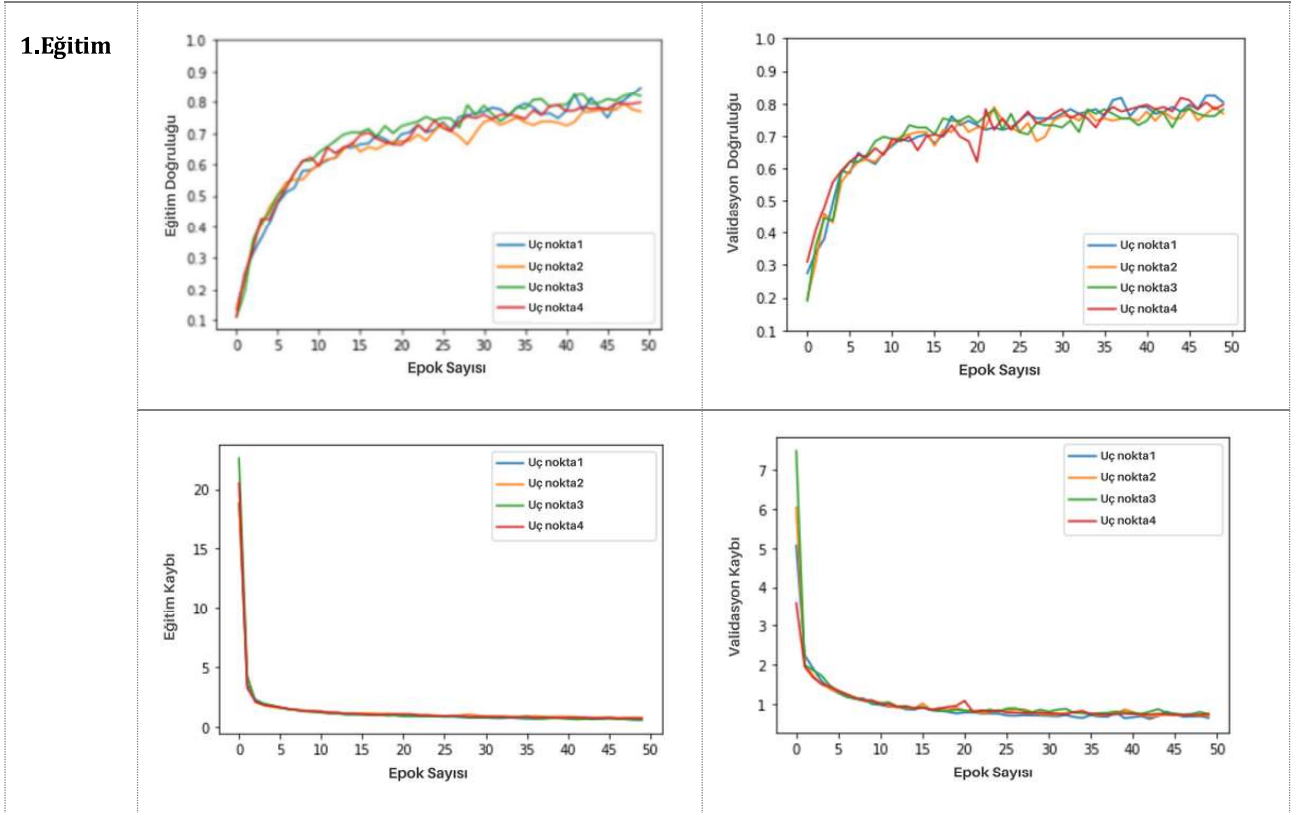 1.Eğitim
1.0
0.9
0.8
0.7
0.6
0.5
0.4
0.3
0.2
0.1
Eğitim Doğruluğu
Uç nokta1
Uç nokta2
Uç nokta3
Uç nokta4
0 5 10 15 20 25 30 35 40 45 50
Epok Sayısı
1.0
0.9
0.8
0.7
0.6
0.5
0.4
0.3
0.2
0.1
Validasyon Doğruluğu
Uç nokta1
Uç nokta2
Uç nokta3
Uç nokta4
0 5 10 15 20 25 30 35 40 45 50
Epok Sayısı
20
15
10
5
0
Eğitim Kaybı
Uç nokta1
Uç nokta2
Uç nokta3
Uç nokta4
0 5 10 15 20 25 30 35 40 45 50
Epok Sayısı
7
6
5
4
3
2
1
Validasyon Kaybı
Uç nokta1
Uç nokta2
Uç nokta3
Uç nokta4
0 5 10 15 20 25 30 35 40 45 50
Epok Sayısı